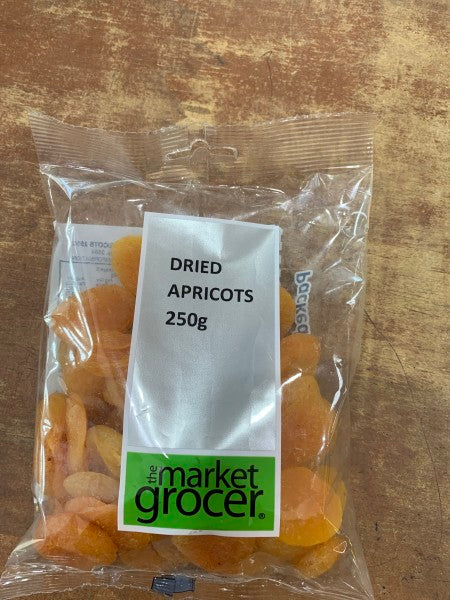 DRIED
APRICOTS
250g
the market
grocer®